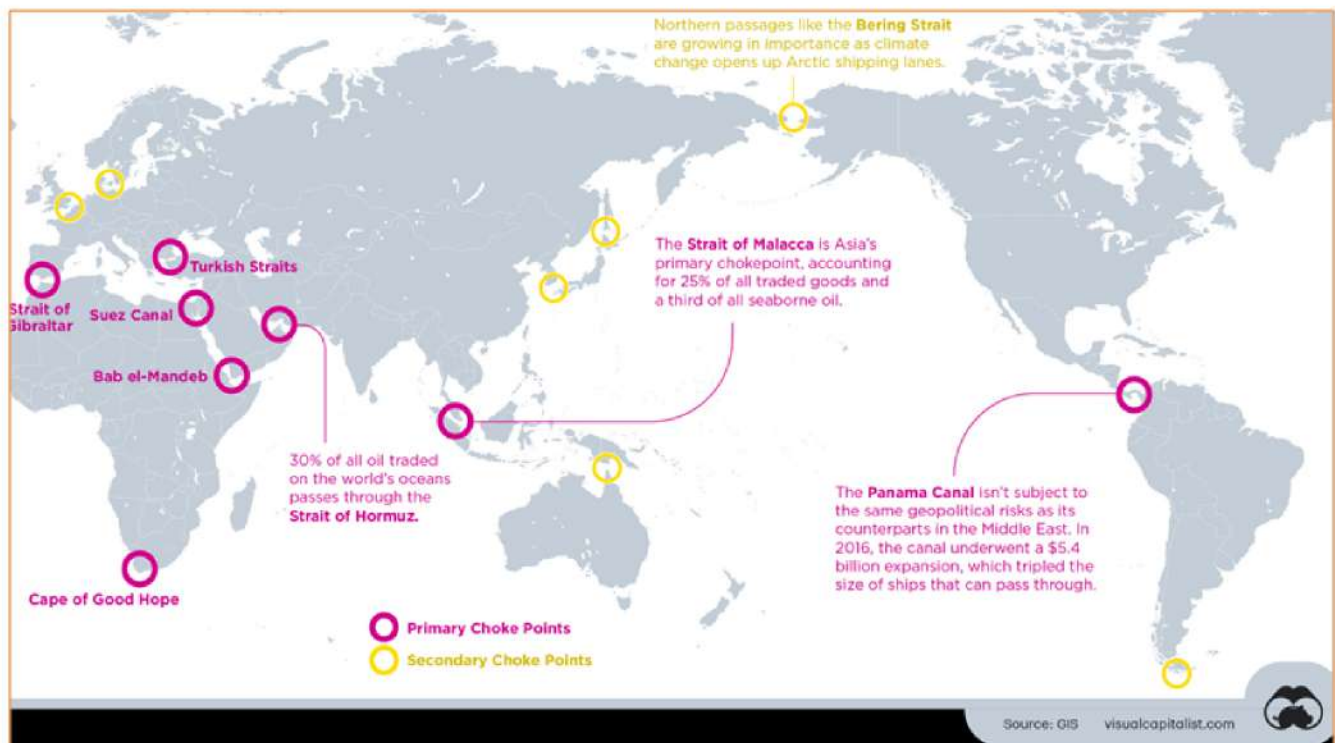 Northern passages like the Bering Strait
are growing in importance as climate
change opens up Arctic shipping lanes.
Turkish Straits
Strait of
Gibraltar
Suez Canal
Bab el-Mandeb
The Strait of Malacca is Asia's
primary chokepoint, accounting
for 25% of all traded goods and
a third of all seaborne oil.
30% of all oil traded
on the world's oceans
passes through the
Strait of Hormuz.
The Panama Canal isn't subject to
the same geopolitical risks as its
counterparts in the Middle East. In
2016, the canal underwent a $5.4
billion expansion, which tripled the
size of ships that can pass through.
Cape of Good Hope
Primary Choke Points
Secondary Choke Points
Source: GIS visualcapitalist.com